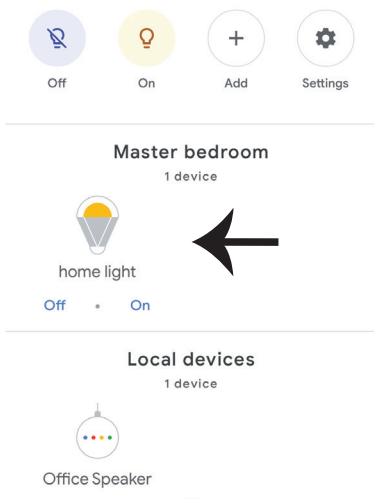 Off On Add Settings
Master bedroom
1 device
home light
Off • On
Local devices
1 device
Office Speaker